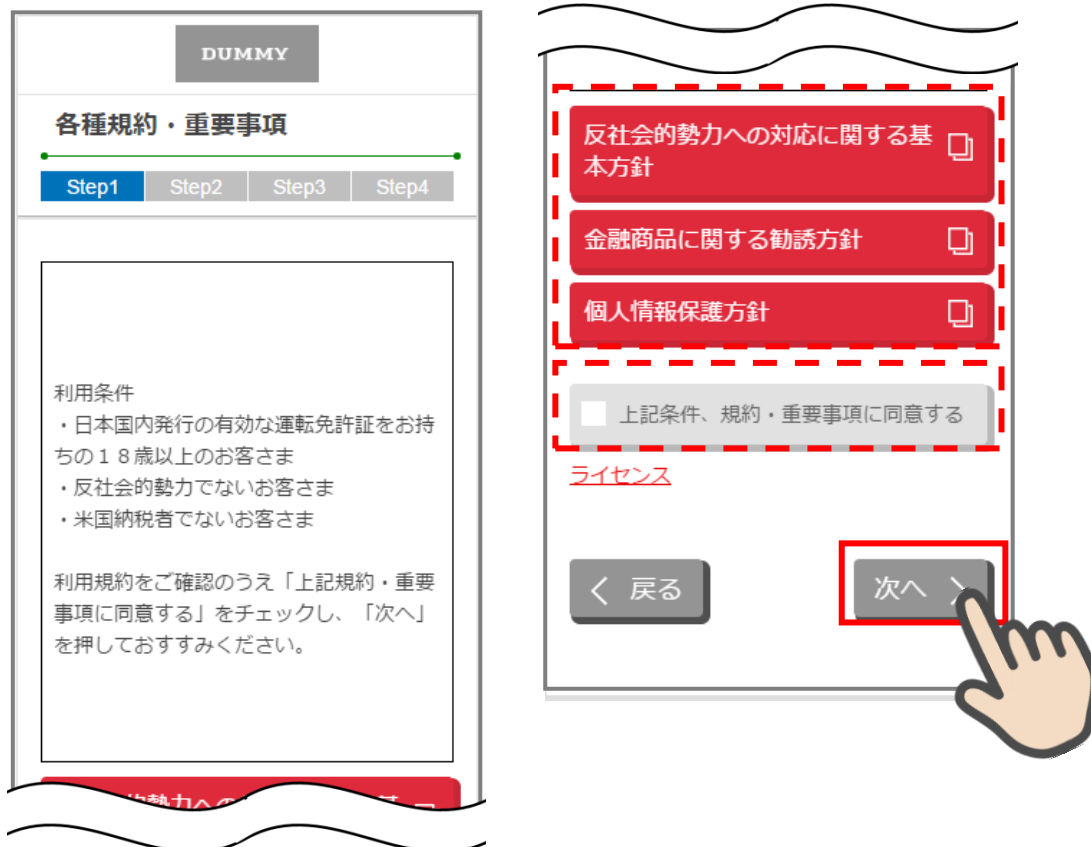 DUMMY
各種規約・重要事項
Step1 Step2 Step3 Step4
利用条件
・日本国内発行の有効な運転免許証をお持
ちの１８歳以上のお客さま
・反社会的勢力でないお客さま
・米国納税者でないお客さま
利用規約をご確認のうえ「上記規約・重要
事項に同意する」をチェックし、「次へ」
を押しておすすみください。
勢力への
反社会的勢力への対応に関する基
本方針
金融商品に関する勧誘方針
個人情報保護方針
上記条件、規約・重要事項に同意する
ライセンス
戻る
次へ